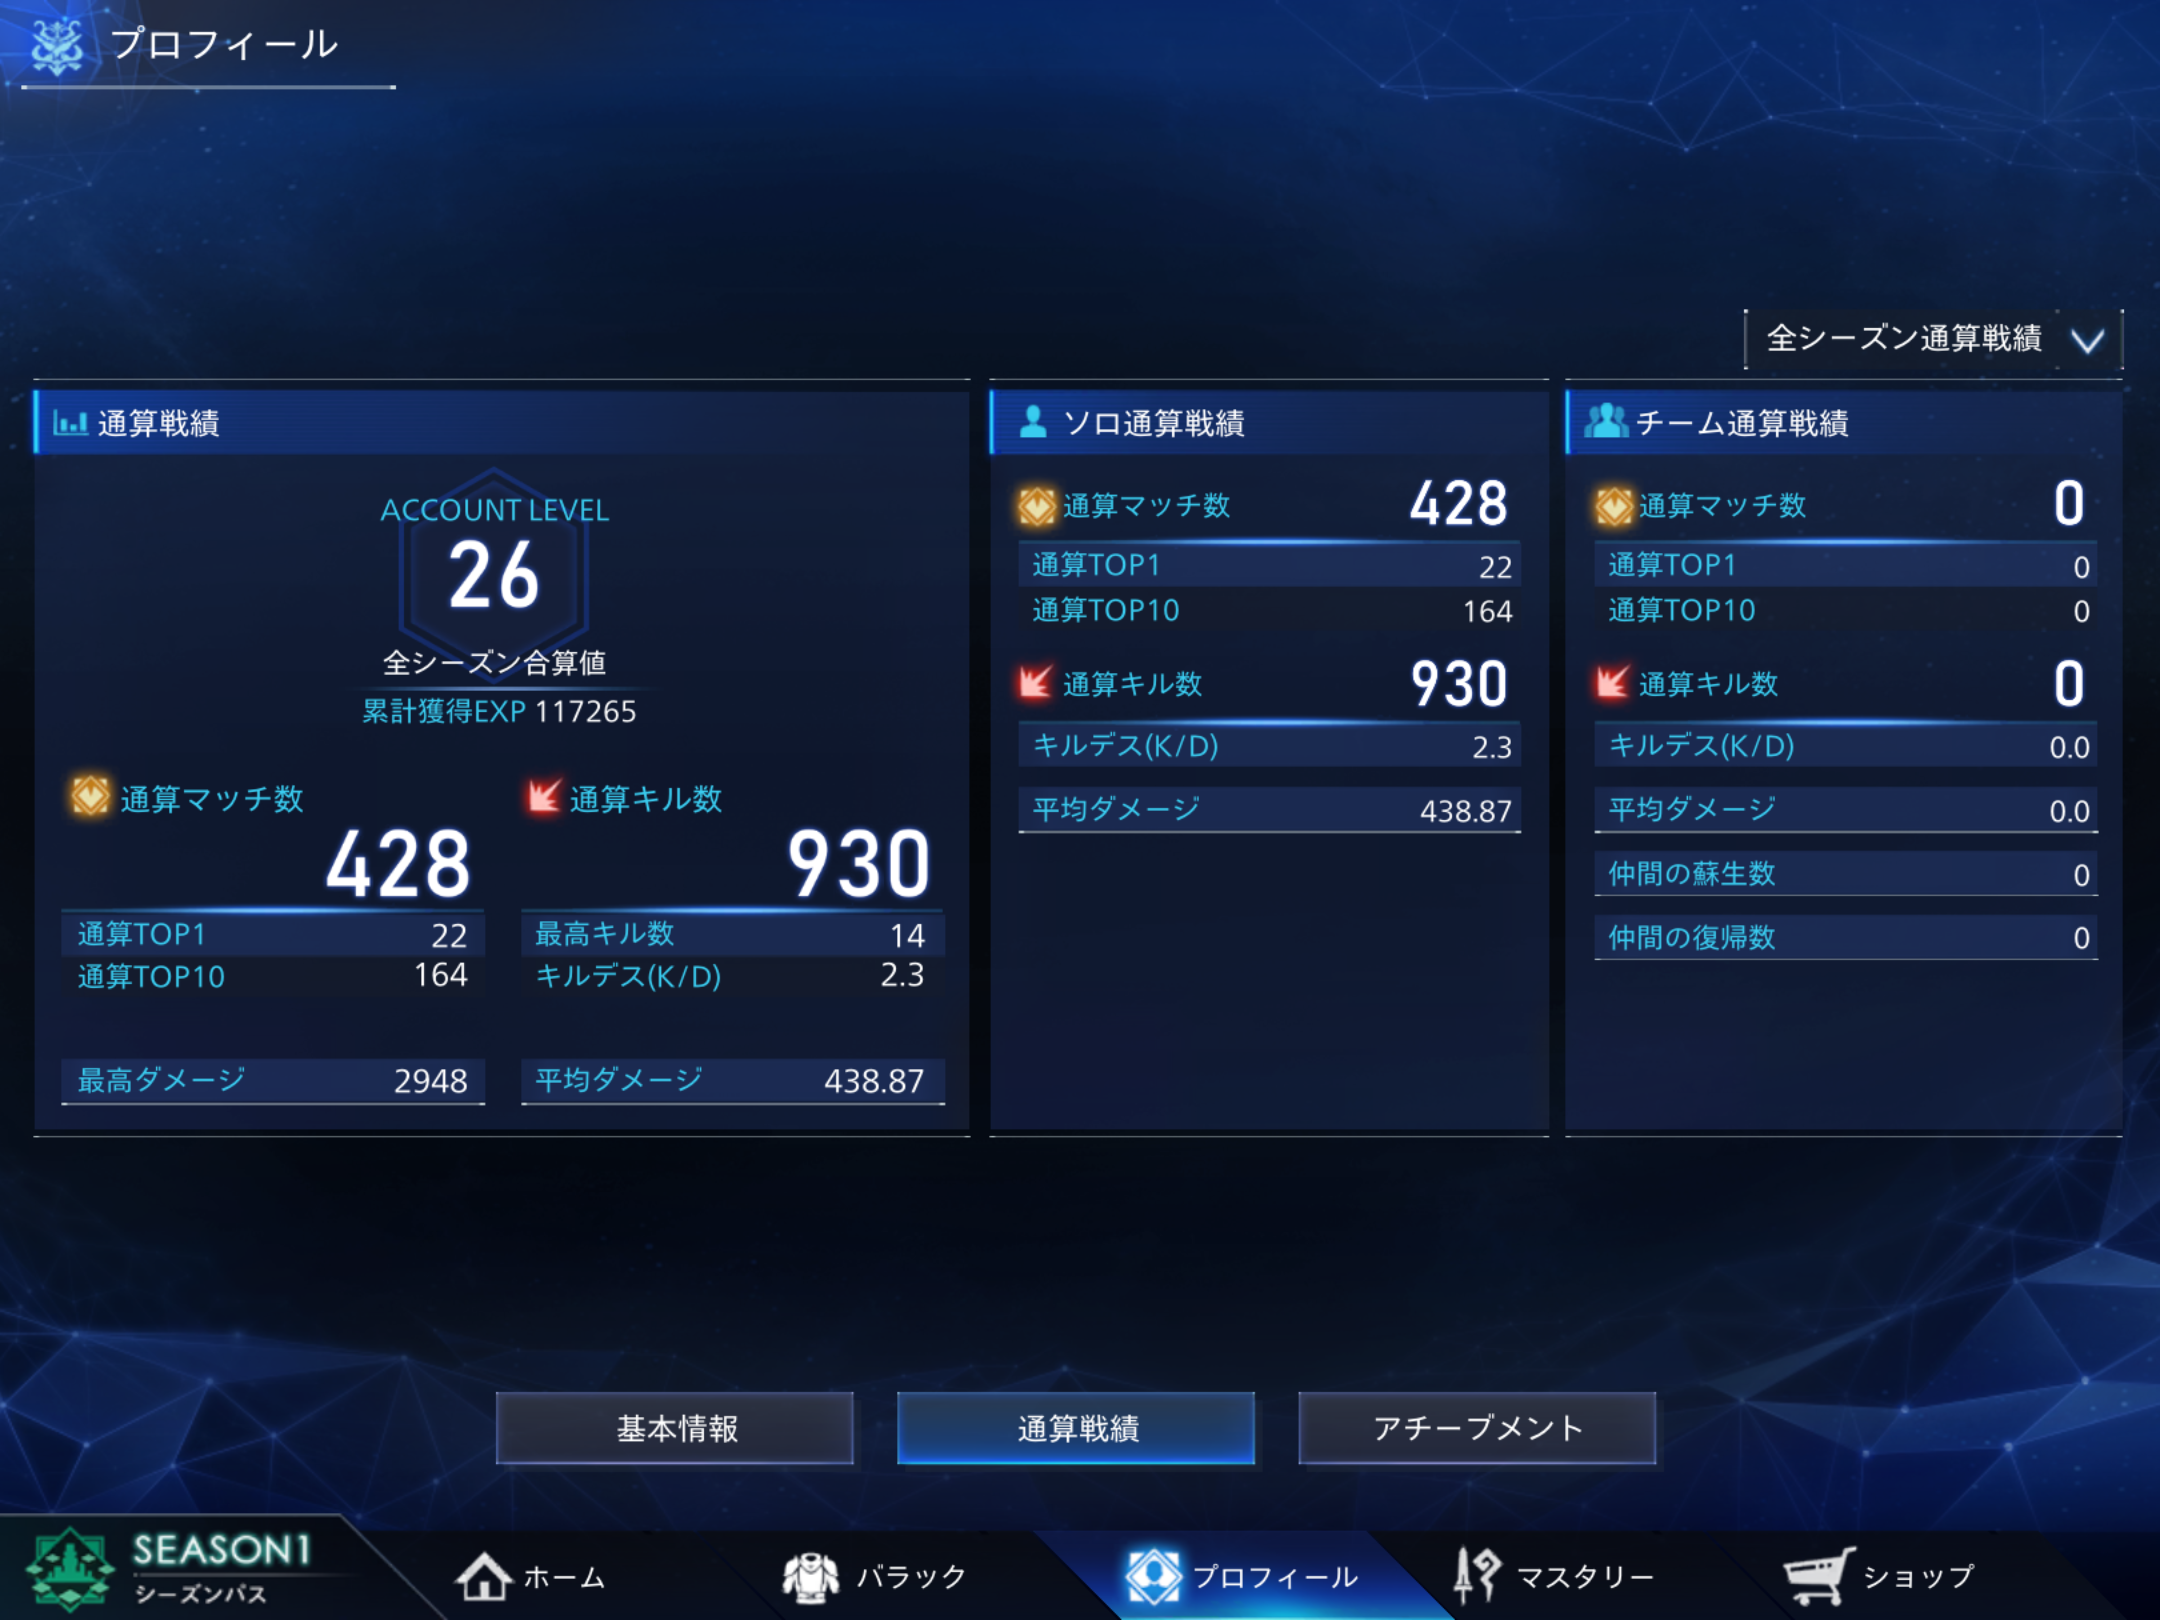 プロフィール
全シーズン通算戦績
通算戦績
ACCOUNT LEVEL
26
全シーズン合算値
累計獲得EXP 117265
通算マッチ数
428
通算TOP1 22
通算TOP10 164
最高ダメージ 2948
通算キル数
930
最高キル数 14
キルデス(K/D) 2.3
平均ダメージ 438.87
ソロ通算戦績
通算マッチ数 428
通算TOP1 22
通算TOP10 164
通算キル数 930
キルデス(K/D) 2.3
平均ダメージ 438.87
チーム通算戦績
通算マッチ数 0
通算TOP1 0
通算TOP10 0
通算キル数 0
キルデス(K/D) 0.0
平均ダメージ 0.0
仲間の蘇生数 0
仲間の復帰数 0
基本情報
通算戦績
アチーブメント
SEASON1
シーズンパス
ホーム
バラック
プロフィール
マスタリー
ショップ